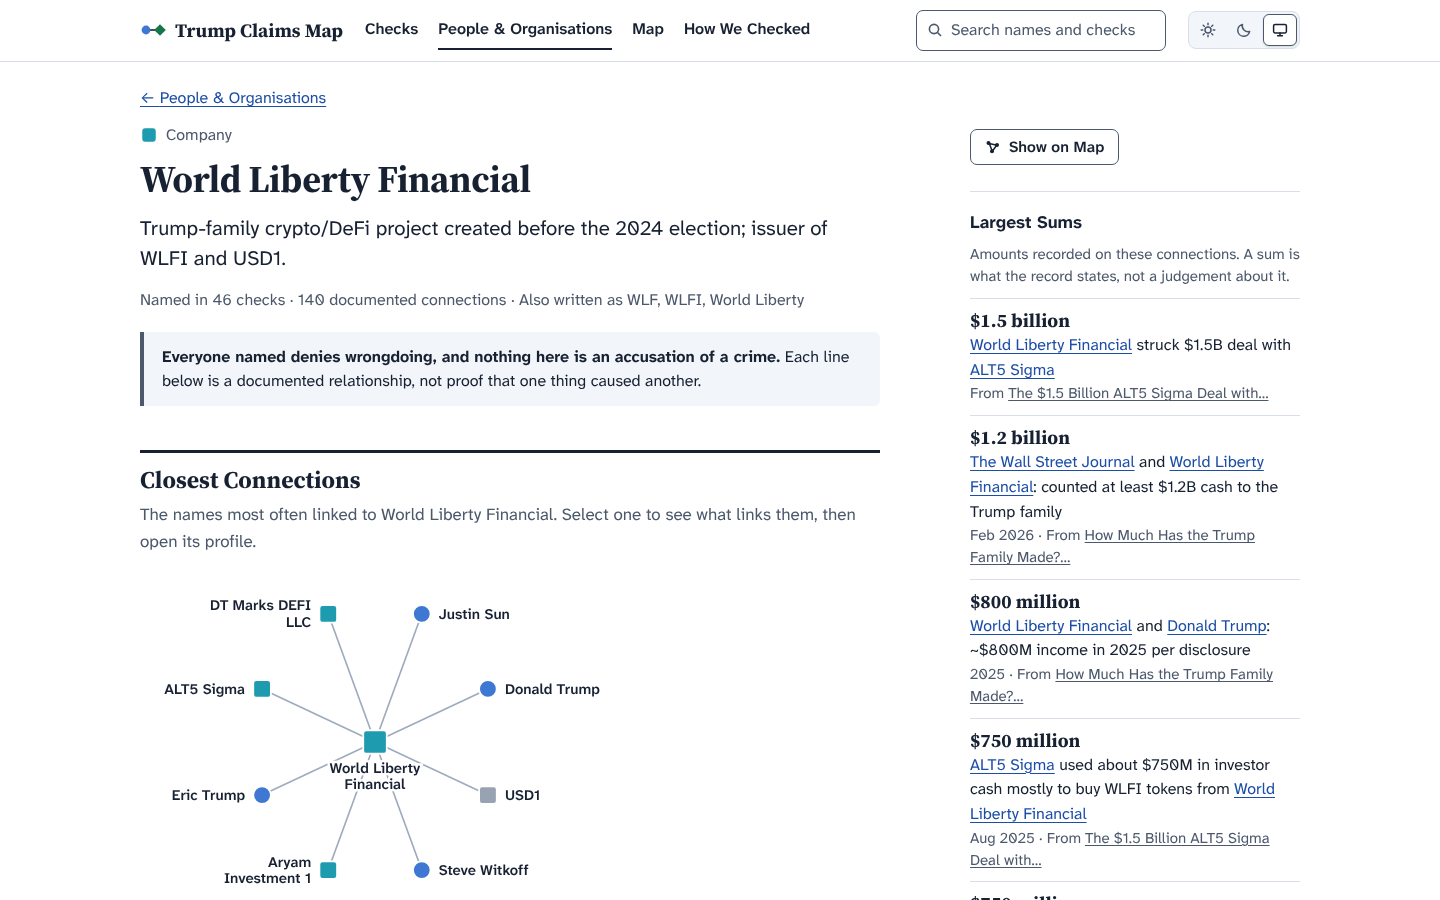 Trump Claims Map
Checks
People & Organisations
Map
How We Checked
Search names and checks
← People & Organisations
Company
World Liberty Financial
Trump-family crypto/DeFi project created before the 2024 election; issuer of
WLFI and USD1.
Named in 46 checks · 140 documented connections · Also written as WLF, WLFI, World Liberty
Everyone named denies wrongdoing, and nothing here is an accusation of a crime. Each line
below is a documented relationship, not proof that one thing caused another.
Closest Connections
The names most often linked to World Liberty Financial. Select one to see what links them, then
open its profile.
DT Marks DEFI
LLC
Justin Sun
ALT5 Sigma
Donald Trump
World Liberty
Financial
Eric Trump
USD1
Aryam
Investment 1
Steve Witkoff
Show on Map
Largest Sums
Amounts recorded on these connections. A sum is
what the record states, not a judgement about it.
$1.5 billion
World Liberty Financial struck $1.5B deal with
ALT5 Sigma
From The $1.5 Billion ALT5 Sigma Deal with…
$1.2 billion
The Wall Street Journal and World Liberty
Financial: counted at least $1.2B cash to the
Trump family
Feb 2026 · From How Much Has the Trump
Family Made?…
$800 million
World Liberty Financial and Donald Trump:
~$800M income in 2025 per disclosure
2025 · From How Much Has the Trump Family
Made?…
$750 million
ALT5 Sigma used about $750M in investor
cash mostly to buy WLFI tokens from World
Liberty Financial
Aug 2025 · From The $1.5 Billion ALT5 Sigma
Deal with…